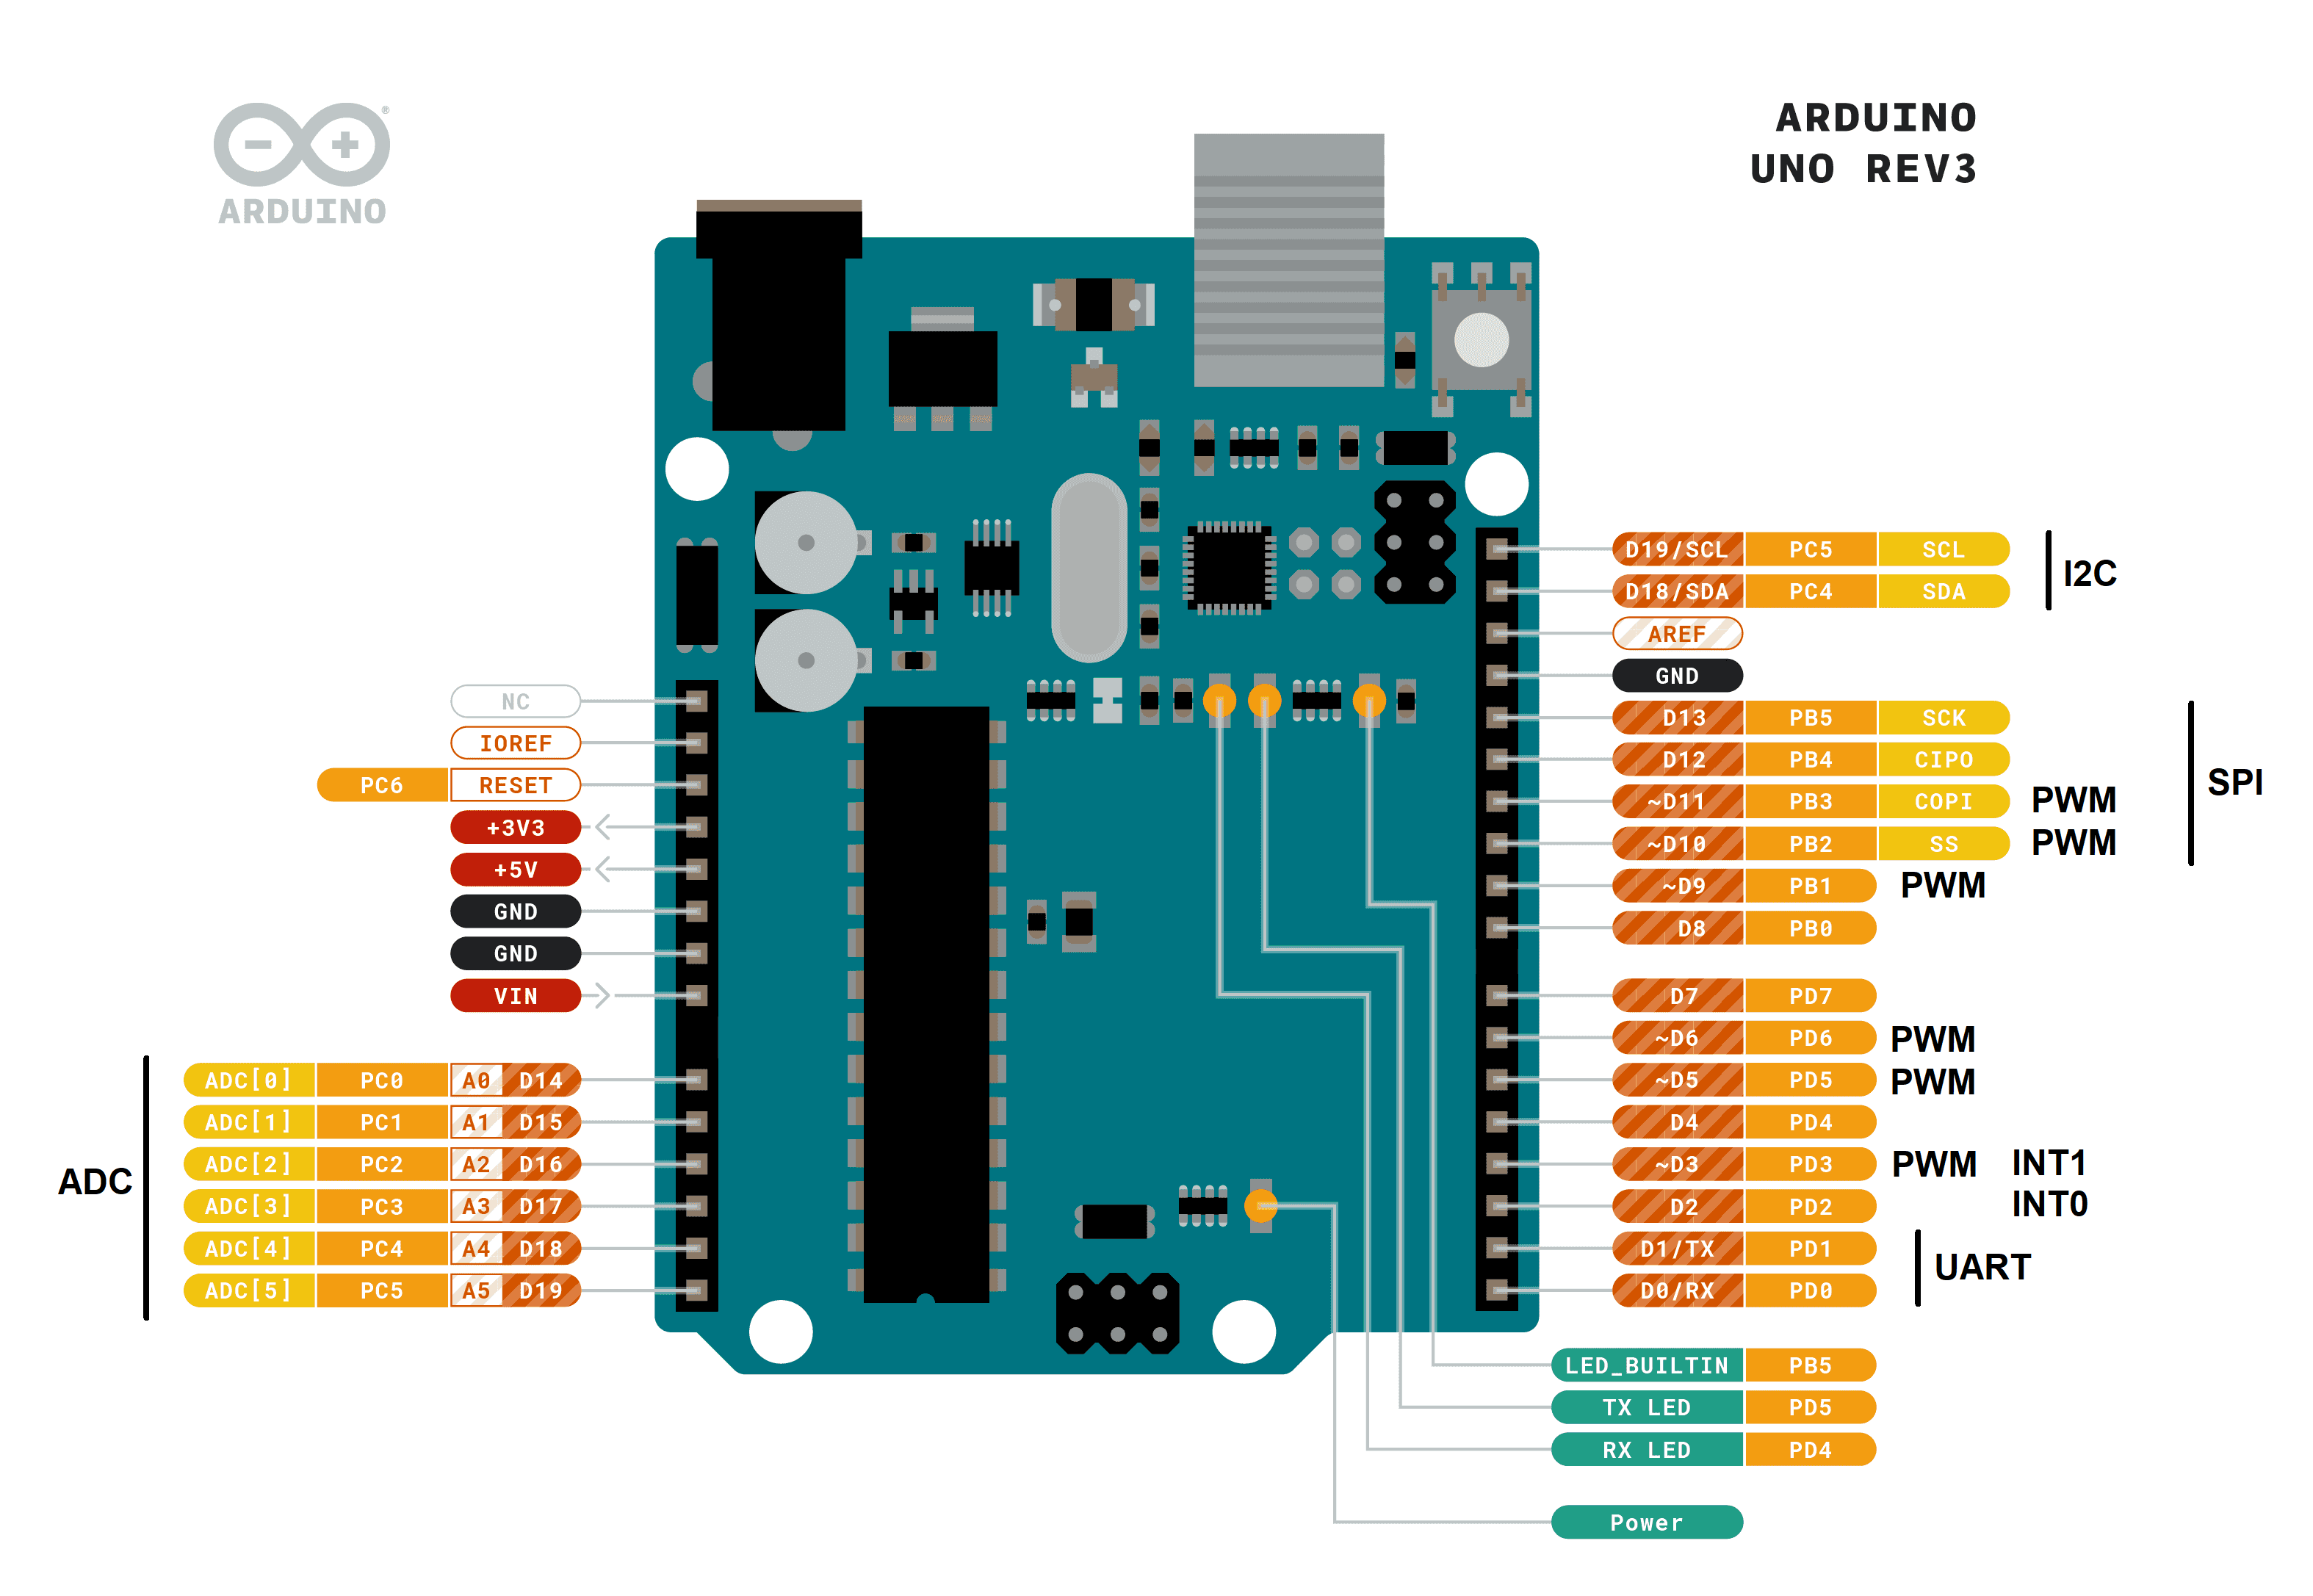 ARDUINO
UNO REV3
®
ARDUINO
NC
IOREF
PC6 RESET
+3V3
+5V
GND
GND
VIN
ADC
ADC[0] PC0 A0 D14
ADC[1] PC1 A1 D15
ADC[2] PC2 A2 D16
ADC[3] PC3 A3 D17
ADC[4] PC4 A4 D18
ADC[5] PC5 A5 D19
D19/SCL PC5 SCL
D18/SDA PC4 SDA
I2C
AREF
GND
D13 PB5 SCK
D12 PB4 CIPO
~D11 PB3 COPI PWM
~D10 PB2 SS PWM
SPI
~D9 PB1 PWM
D8 PB0
D7 PD7
~D6 PD6 PWM
~D5 PD5 PWM
D4 PD4
~D3 PD3 PWM INT1
D2 PD2 INT0
D1/TX PD1
D0/RX PD0
UART
LED_BUILTIN PB5
TX LED PD5
RX LED PD4
Power